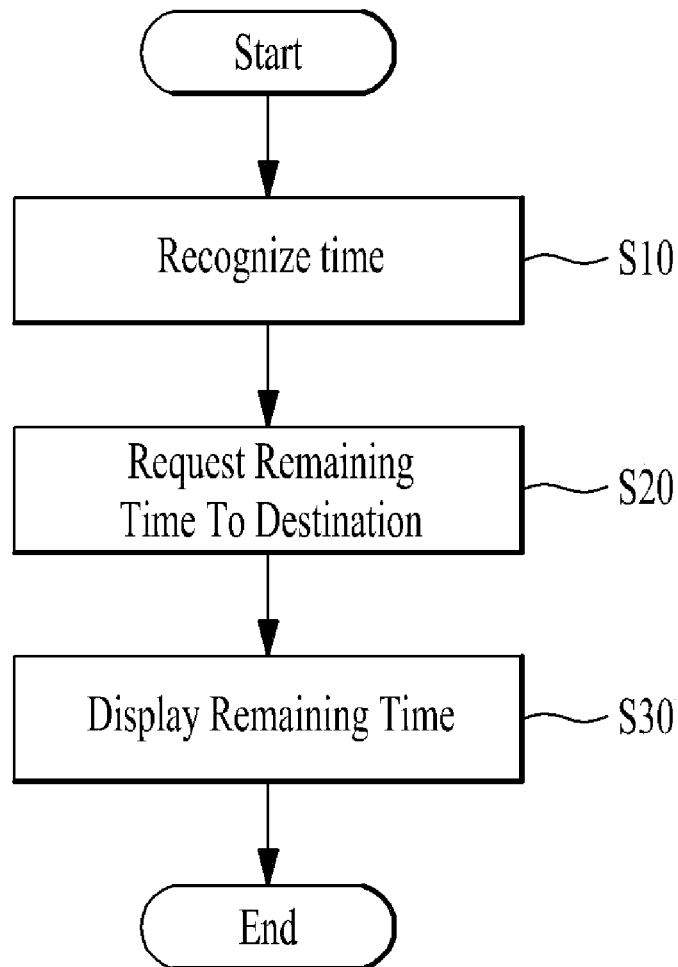 Start
Recognize time
S10
Request Remaining
Time To Destination
S20
Display Remaining Time
S30
End